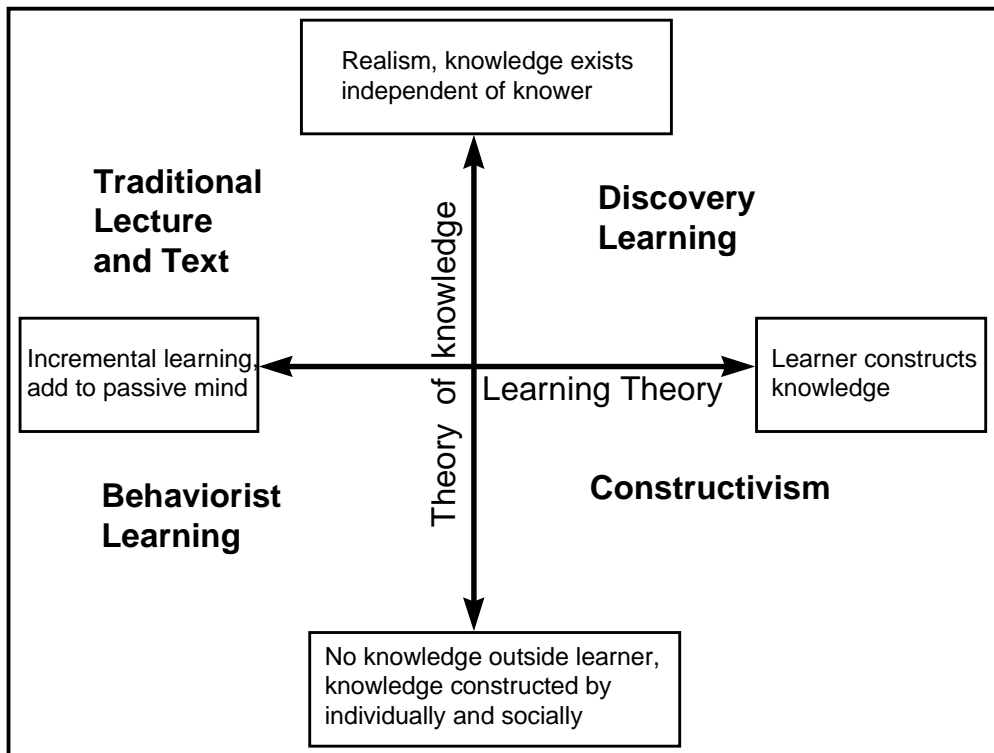 Realism, knowledge exists
independent of knower
Traditional
Lecture
and Text
Discovery
Learning
Theory of knowledge
Incremental learning,
add to passive mind
Learning Theory
Learner constructs
knowledge
Behaviorist
Learning
Constructivism
No knowledge outside learner,
knowledge constructed by
individually and socially